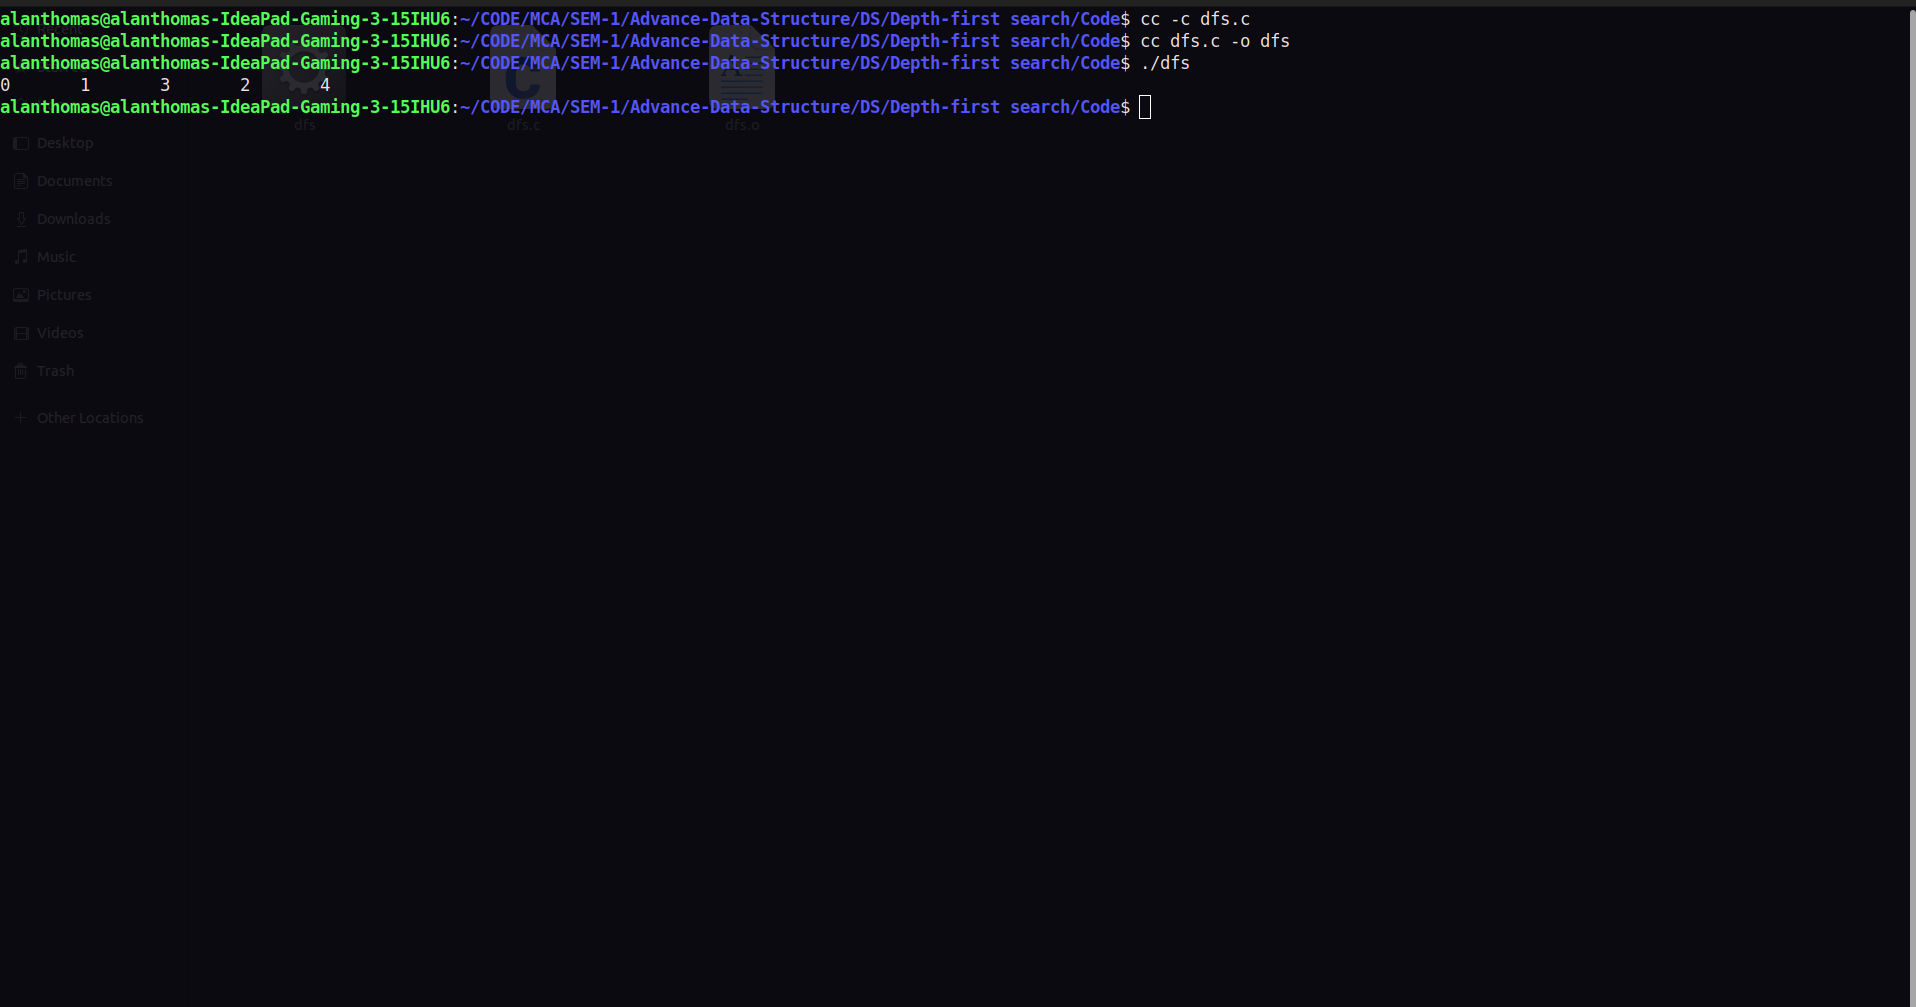 alanthomas@alanthomas-IdeaPad-Gaming-3-15IHU6:~/CODE/MCA/SEM-1/Advance-Data-Structure/DS/Depth-first search/Code$ cc -c dfs.c
alanthomas@alanthomas-IdeaPad-Gaming-3-15IHU6:~/CODE/MCA/SEM-1/Advance-Data-Structure/DS/Depth-first search/Code$ cc dfs.c -o dfs
alanthomas@alanthomas-IdeaPad-Gaming-3-15IHU6:~/CODE/MCA/SEM-1/Advance-Data-Structure/DS/Depth-first search/Code$ ./dfs
0 1 3 2 4
alanthomas@alanthomas-IdeaPad-Gaming-3-15IHU6:~/CODE/MCA/SEM-1/Advance-Data-Structure/DS/Depth-first search/Code$
dfs dfs.c dfs.o
Desktop
Documents
Downloads
Music
Pictures
Videos
Trash
Other Locations